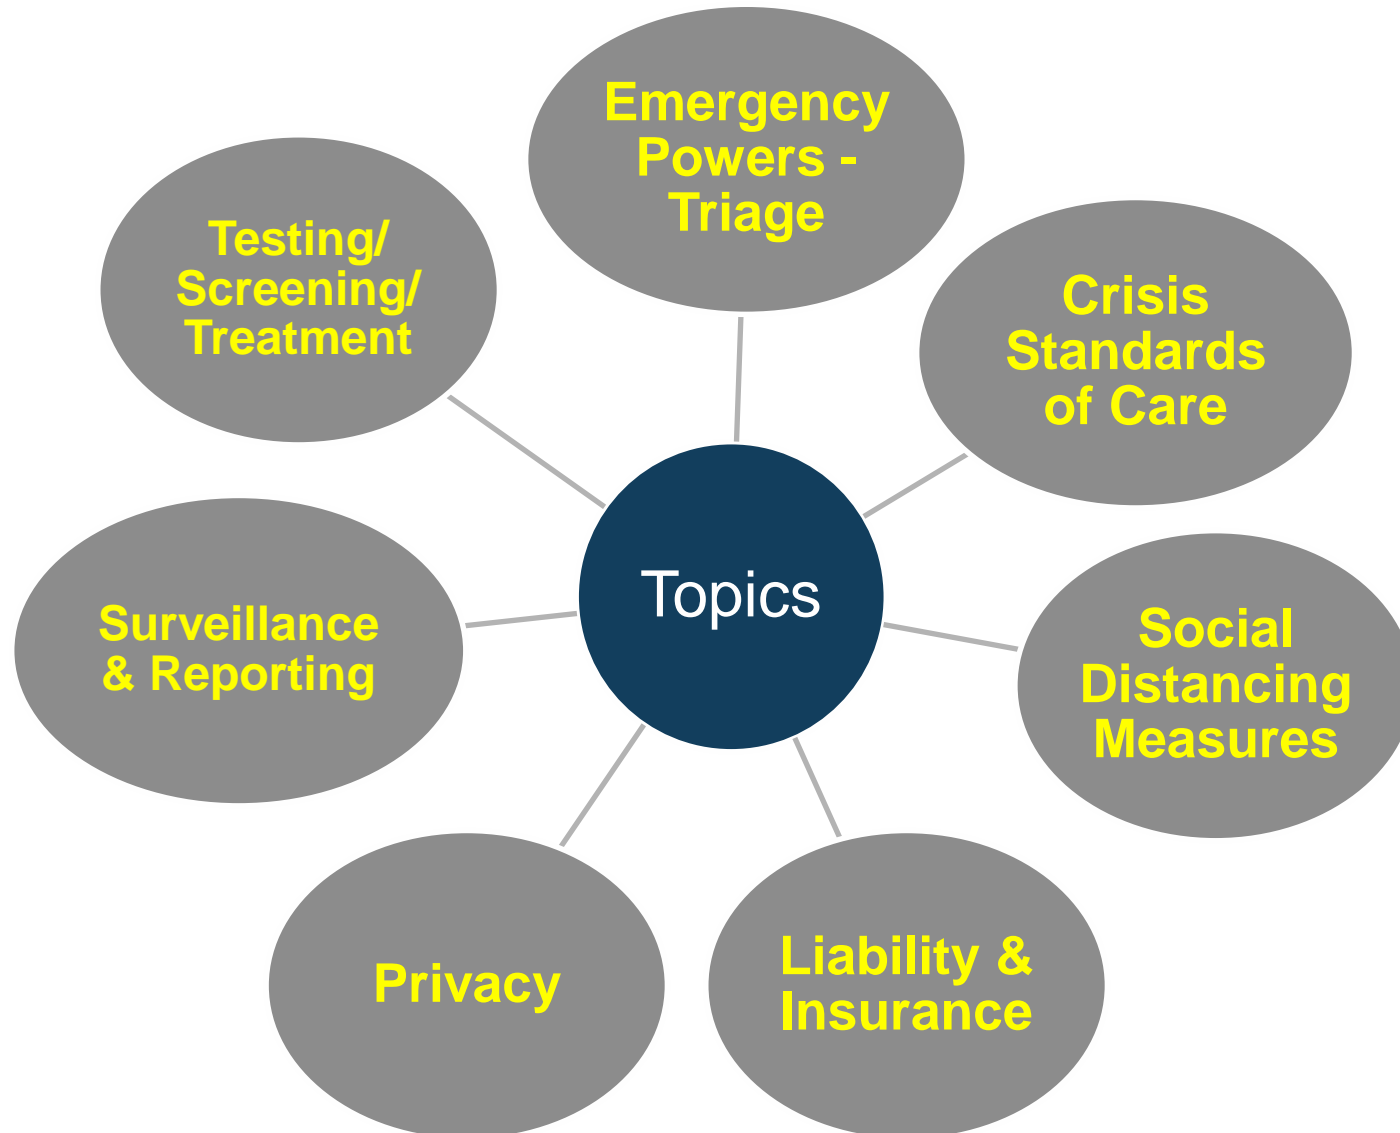 Emergency
Powers -
Triage
Crisis
Standards
of Care
Social
Distancing
Measures
Liability &
Insurance
Privacy
Surveillance
& Reporting
Testing/
Screening/
Treatment
Topics